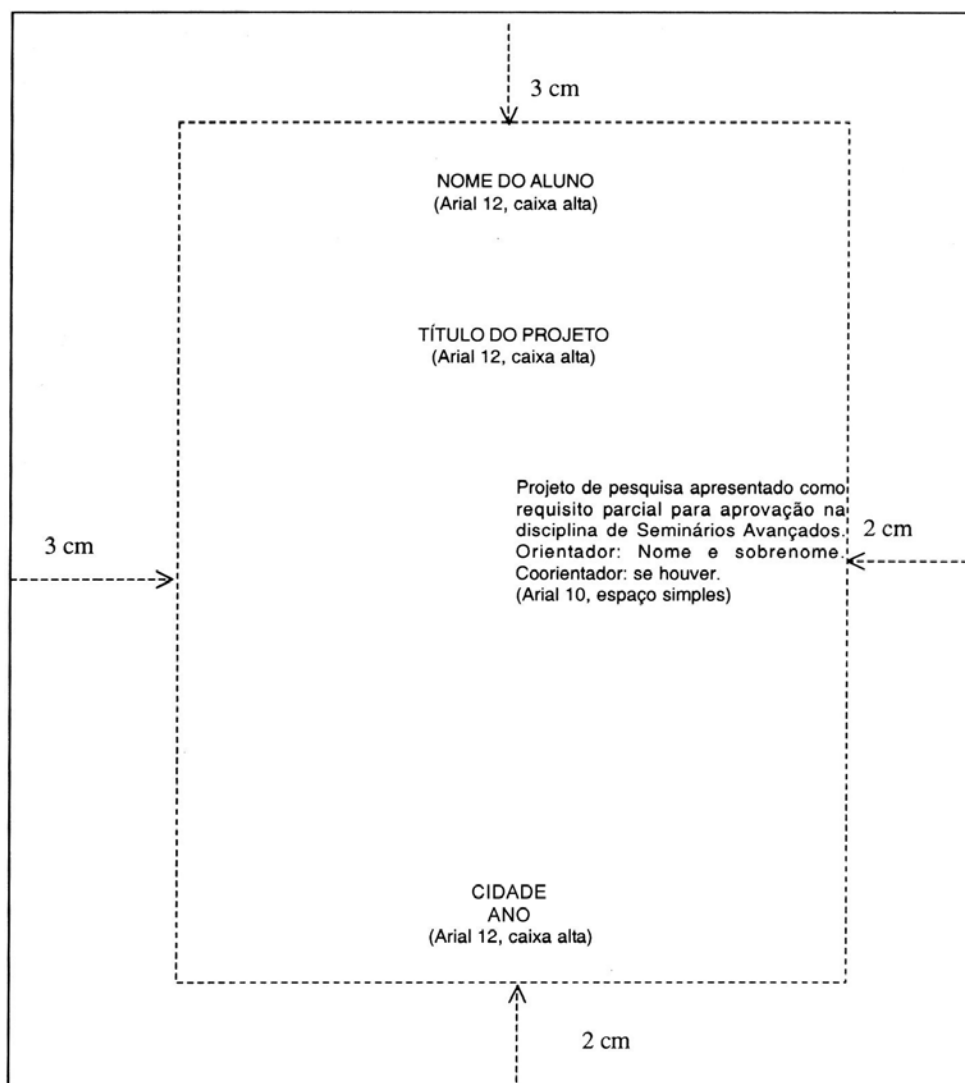 3 cm
NOME DO ALUNO
(Arial 12, caixa alta)
TÍTULO DO PROJETO
(Arial 12, caixa alta)
Projeto de pesquisa apresentado como
requisito parcial para aprovação na
disciplina de Seminários Avançados.
Orientador: Nome e sobrenome.
Coorientador: se houver.
(Arial 10, espaço simples)
3 cm
2 cm
CIDADE
ANO
(Arial 12, caixa alta)
2 cm